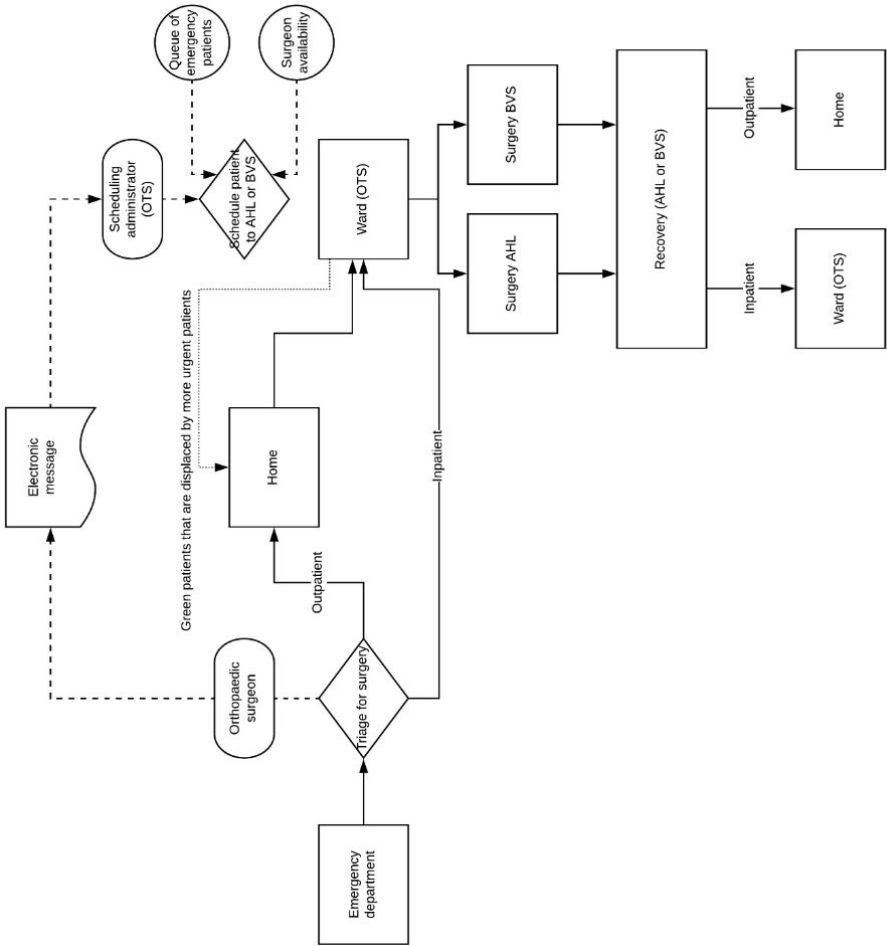 Emergency
department
Triage for surgery
Orthopaedic
surgeon
Outpatient
Inpatient
Electronic
message
Home
Green patients that are displaced by more urgent patients
Scheduling
administrator
(OTS)
Schedule patient
to AHL or BVS
Queue of
emergency
patients
Surgeon
availability
Ward (OTS)
Surgery AHL
Surgery BVS
Recovery (AHL or BVS)
Inpatient
Outpatient
Ward (OTS)
Home